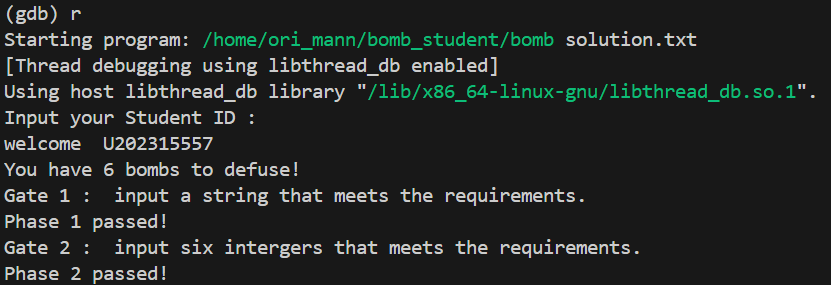 (gdb) r
Starting program: /home/ori_mann/bomb_student/bomb solution.txt
[Thread debugging using libthread_db enabled]
Using host libthread_db library "/lib/x86_64-linux-gnu/libthread_db.so.1".
Input your Student ID :
welcome  U202315557
You have 6 bombs to defuse!
Gate 1 :  input a string that meets the requirements.
Phase 1 passed!
Gate 2 :  input six intergers that meets the requirements.
Phase 2 passed!